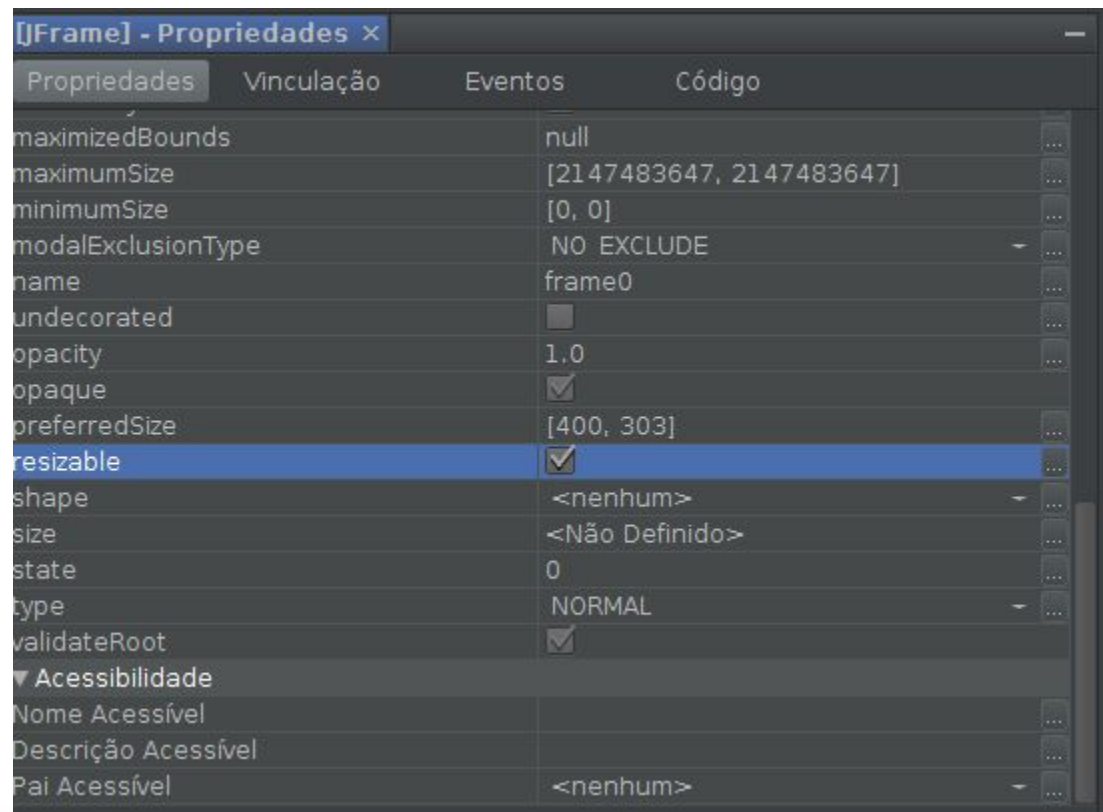 [JFrame] - Propriedades ×
Propriedades Vinculação Eventos Código
maximizedBounds null ...
maximumSize [2147483647, 2147483647] ...
minimumSize [0, 0] ...
modalExclusionType NO_EXCLUDE ...
name frame0 ...
undecorated ...
opacity 1.0 ...
opaque
preferredSize [400, 303] ...
resizable ...
shape <nenhum> ...
size <Não Definido> ...
state 0 ...
type NORMAL ...
validateRoot
Acessibilidade
Nome Acessível ...
Descrição Acessível ...
Pai Acessível <nenhum> ...